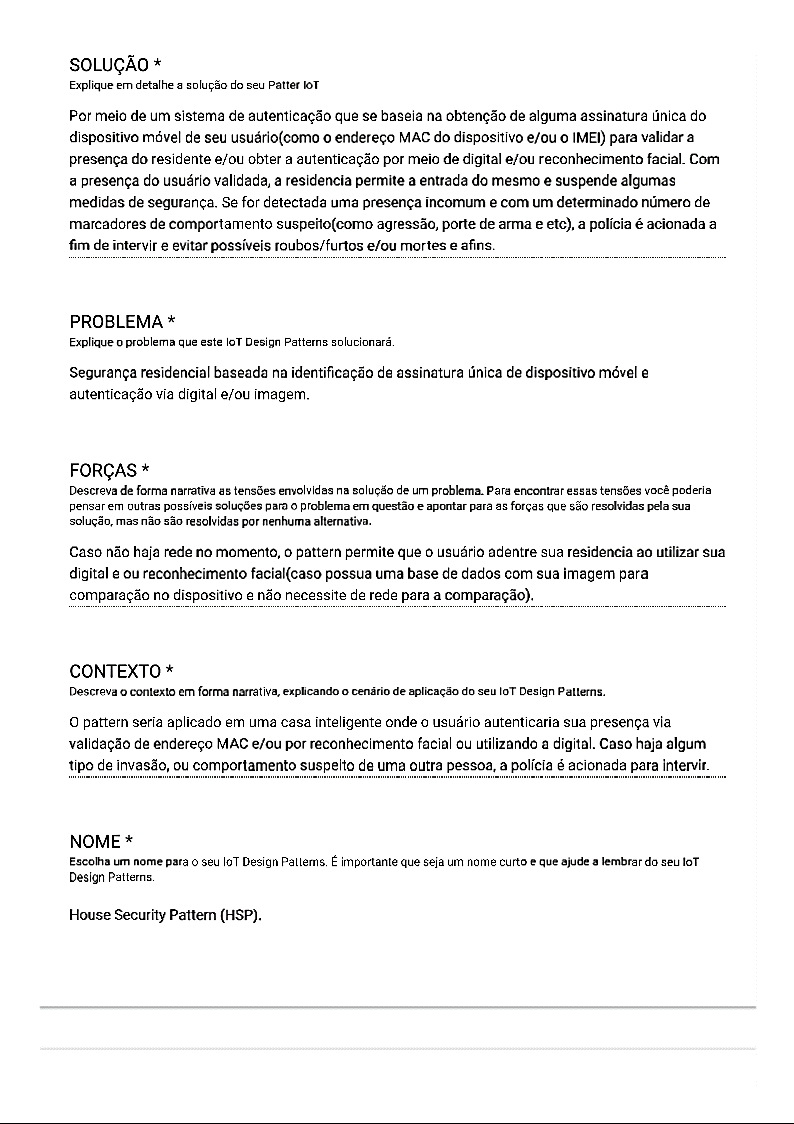 SOLUÇÃO *
Explique em detalhe a solução do seu Patter IoT
Por meio de um sistema de autenticação que se baseia na obtenção de alguma assinatura única do
dispositivo móvel de seu usuário(como o endereço MAC do dispositivo e/ou o IMEI) para validar a
presença do residente e/ou obter a autenticação por meio de digital e/ou reconhecimento facial. Com
a presença do usuário validada, a residencia permite a entrada do mesmo e suspende algumas
medidas de segurança. Se for detectada uma presença incomum e com um determinado número de
marcadores de comportamento suspeito(como agressão, porte de arma e etc), a polícia é acionada a
fim de intervir e evitar possíveis roubos/furtos e/ou mortes e afins.
PROBLEMA *
Explique o problema que este IoT Design Patterns solucionará.
Segurança residencial baseada na identificação de assinatura única de dispositivo móvel e
autenticação via digital e/ou imagem.
FORÇAS *
Descreva de forma narrativa as tensões envolvidas na solução de um problema. Para encontrar essas tensões você poderia
pensar em outras possíveis soluções para o problema em questão e apontar para as forças que são resolvidas pela sua
solução, mas não são resolvidas por nenhuma alternativa.
Caso não haja rede no momento, o pattern permite que o usuário adentre sua residencia ao utilizar sua
digital e ou reconhecimento facial(caso possua uma base de dados com sua imagem para
comparação no dispositivo e não necessite de rede para a comparação).
CONTEXTO *
Descreva o contexto em forma narrativa, explicando o cenário de aplicação do seu IoT Design Patterns.
O pattern seria aplicado em uma casa inteligente onde o usuário autenticaria sua presença via
validação de endereço MAC e/ou por reconhecimento facial ou utilizando a digital. Caso haja algum
tipo de invasão, ou comportamento suspeito de uma outra pessoa, a polícia é acionada para intervir.
NOME *
Escolha um nome para o seu IoT Design Patterns. É importante que seja um nome curto e que ajude a lembrar do seu IoT
Design Patterns.
House Security Pattern (HSP).